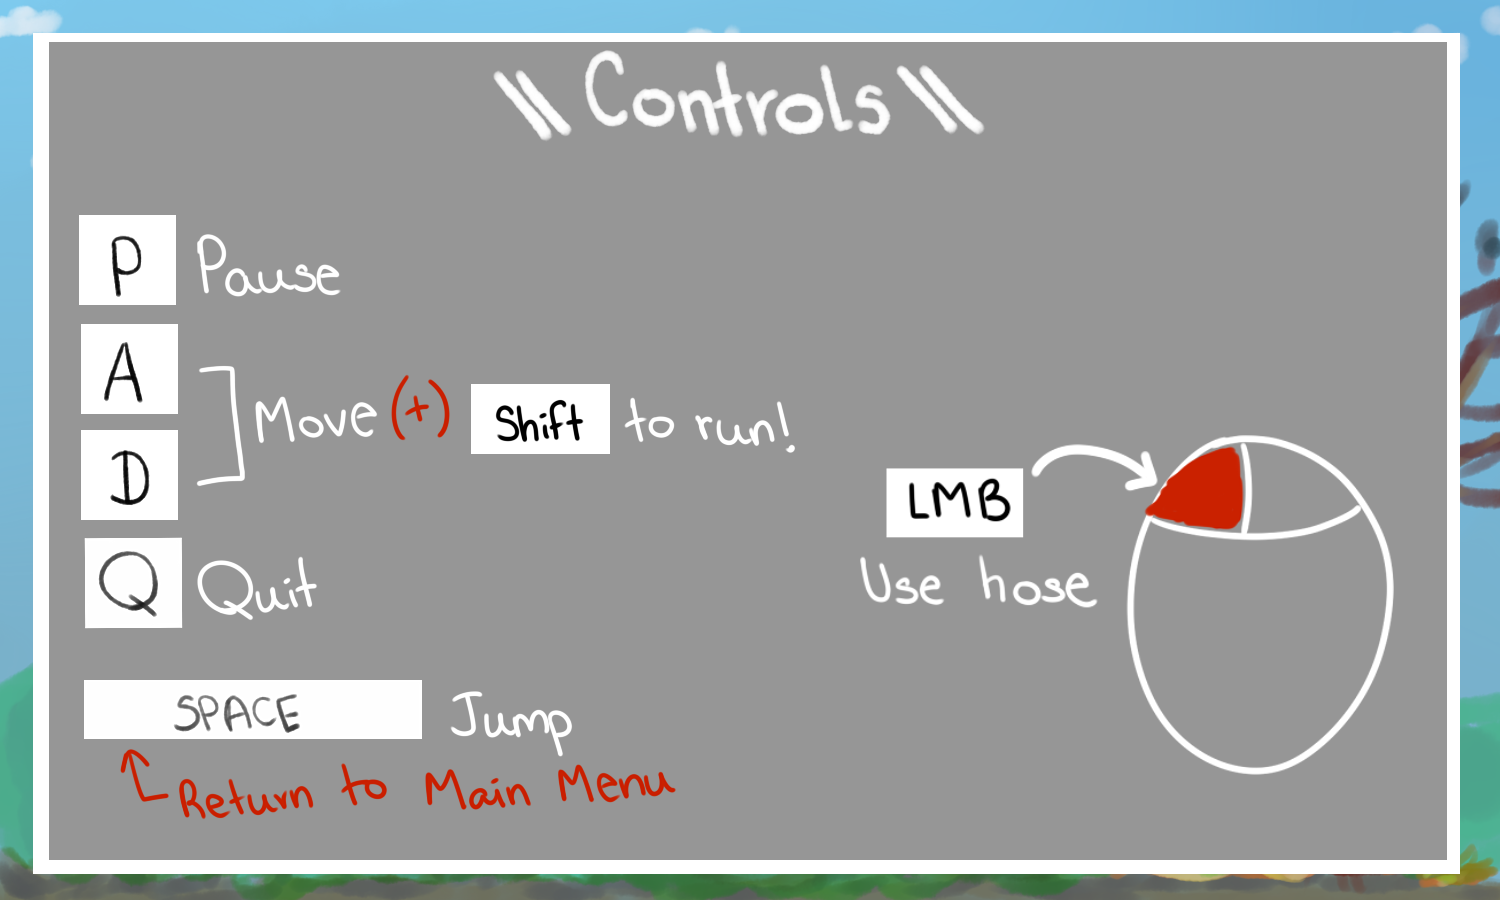 \\ Controls \\
P Pause
A
D
Move (+) Shift to run!
LMB
Use hose
Q Quit
SPACE Jump
Return to Main Menu